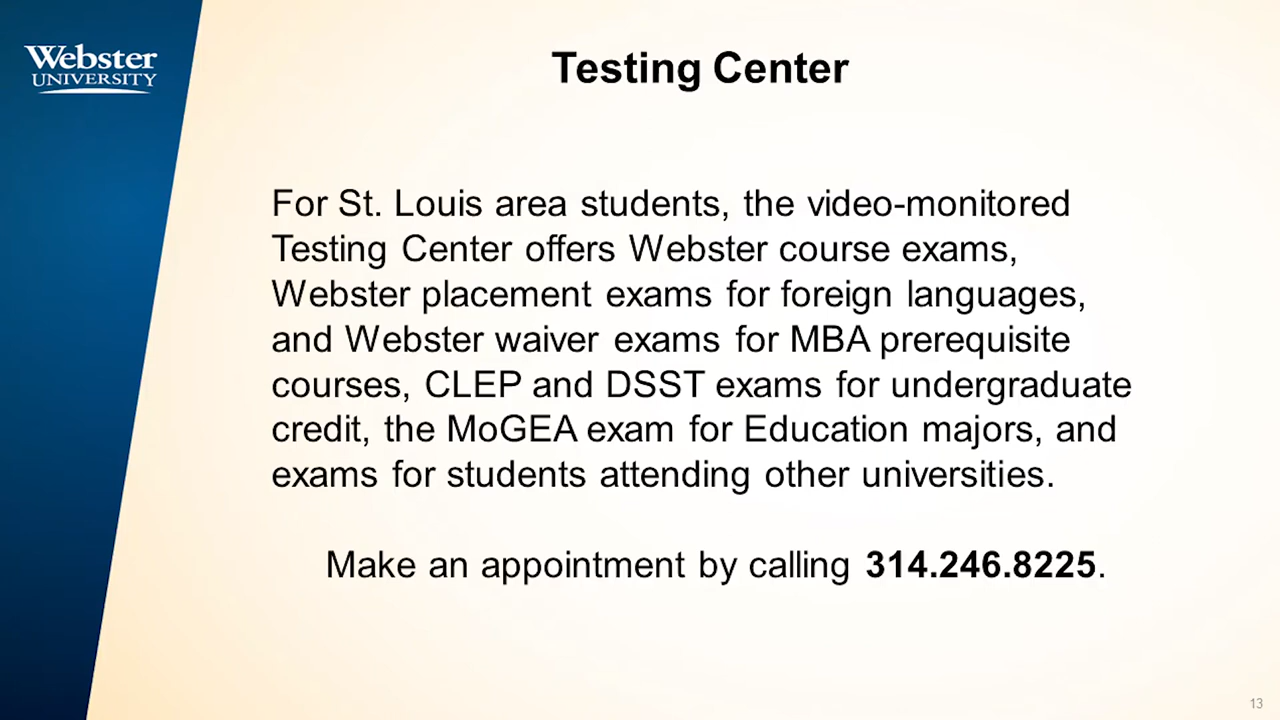 Webster
UNIVERSITY
Testing Center
For St. Louis area students, the video-monitored
Testing Center offers Webster course exams,
Webster placement exams for foreign languages,
and Webster waiver exams for MBA prerequisite
courses, CLEP and DSST exams for undergraduate
credit, the MoGEA exam for Education majors, and
exams for students attending other universities.
Make an appointment by calling 314.246.8225.
13